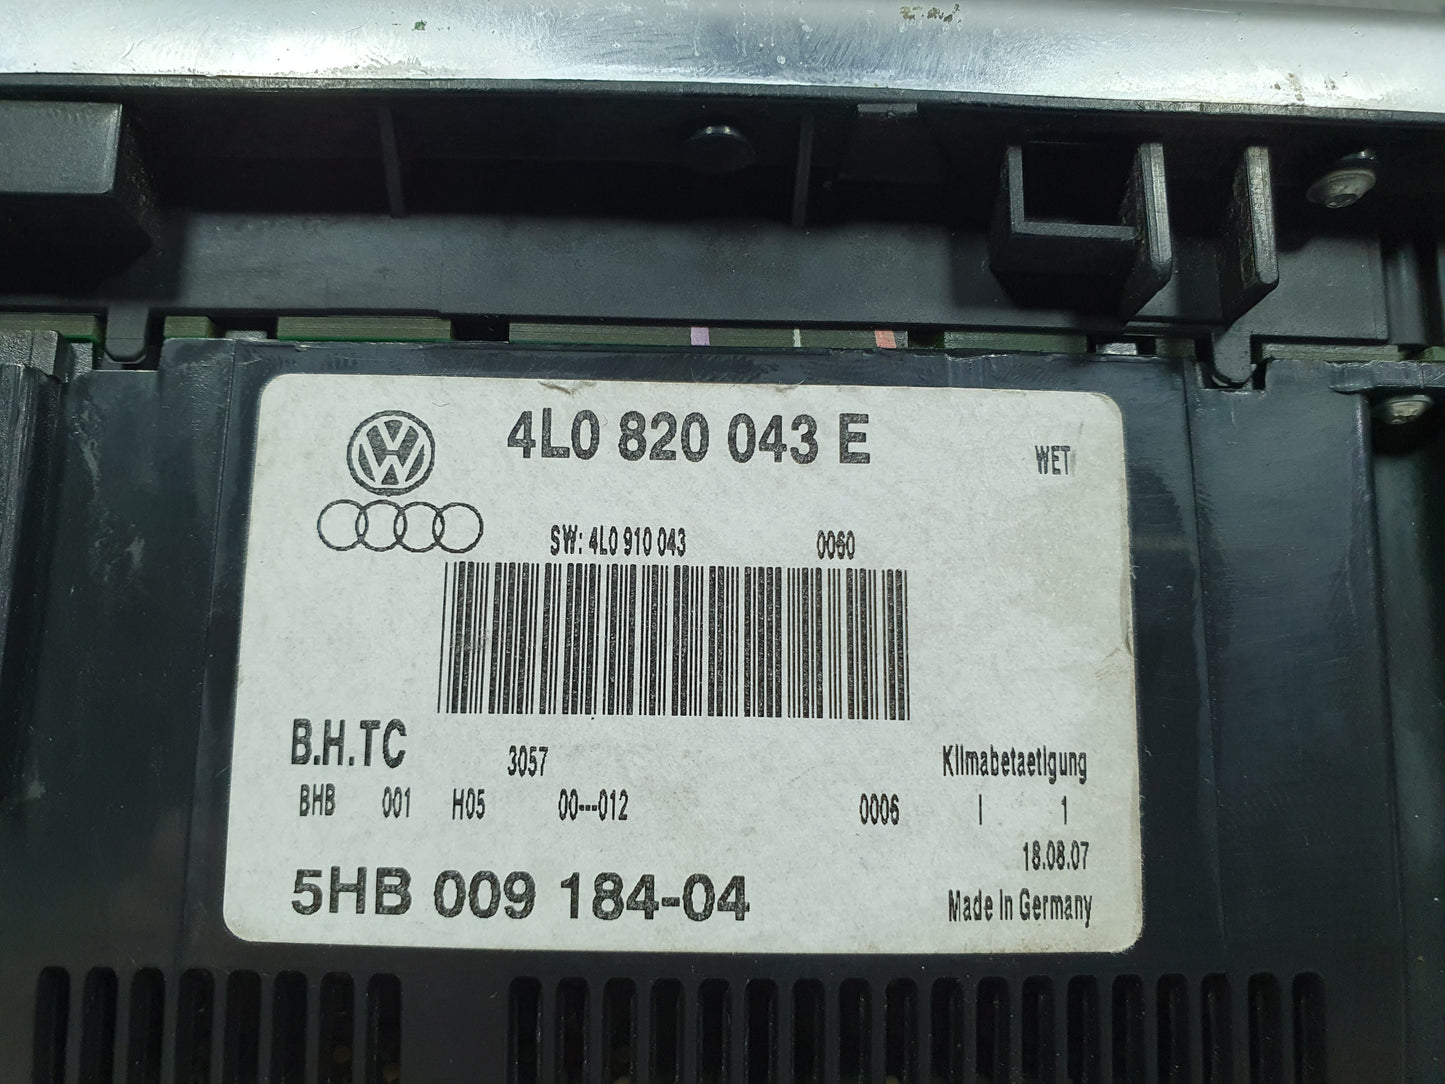 4L0 820 043 E
WET
SW: 4L0 910 043 0060
B.H.TC
3057
Klimabetaetigung
BHB 001 H05 00---012 0006 I 1
18.08.07
5HB 009 184-04
Made In Germany